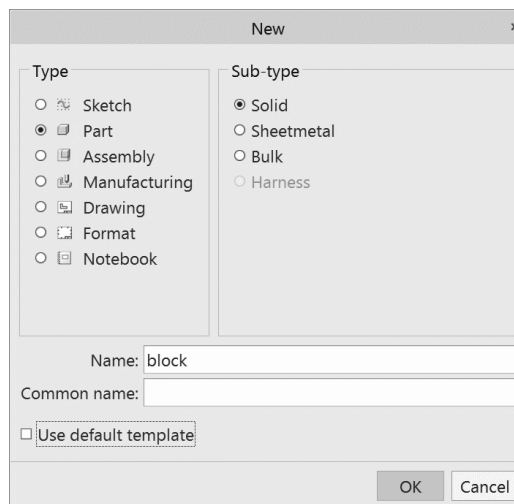 New
Type
Sketch
Part
Assembly
Manufacturing
Drawing
Format
Notebook
Sub-type
Solid
Sheetmetal
Bulk
Harness
Name: block
Common name:
Use default template
OK Cancel